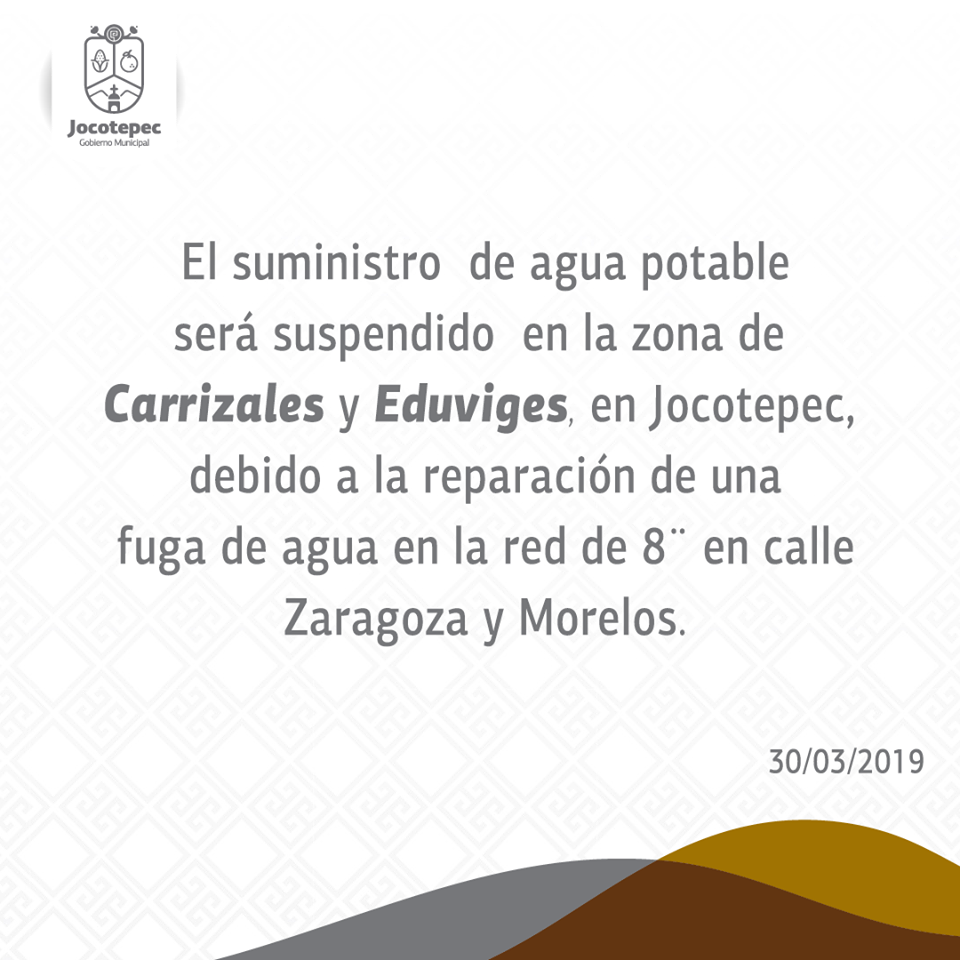 Jocotepec
Gobierno Municipal
El suministro de agua potable
será suspendido en la zona de
Carrizales y Eduviges, en Jocotepec,
debido a la reparación de una
fuga de agua en la red de 8¨ en calle
Zaragoza y Morelos.
30/03/2019